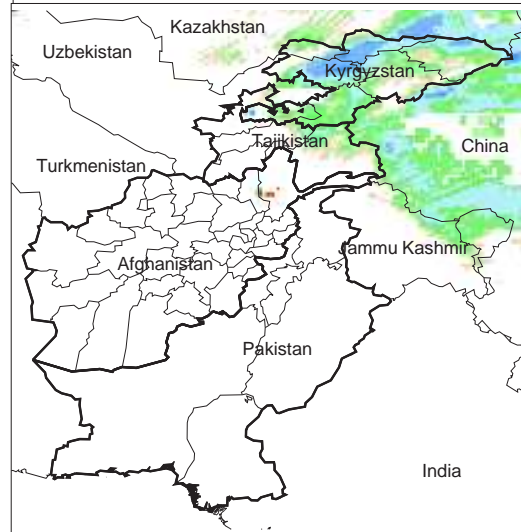 Kazakhstan
Uzbekistan
Kyrgyzstan
Tajikistan
China
Turkmenistan
Jammu Kashmir
Afghanistan
Pakistan
India